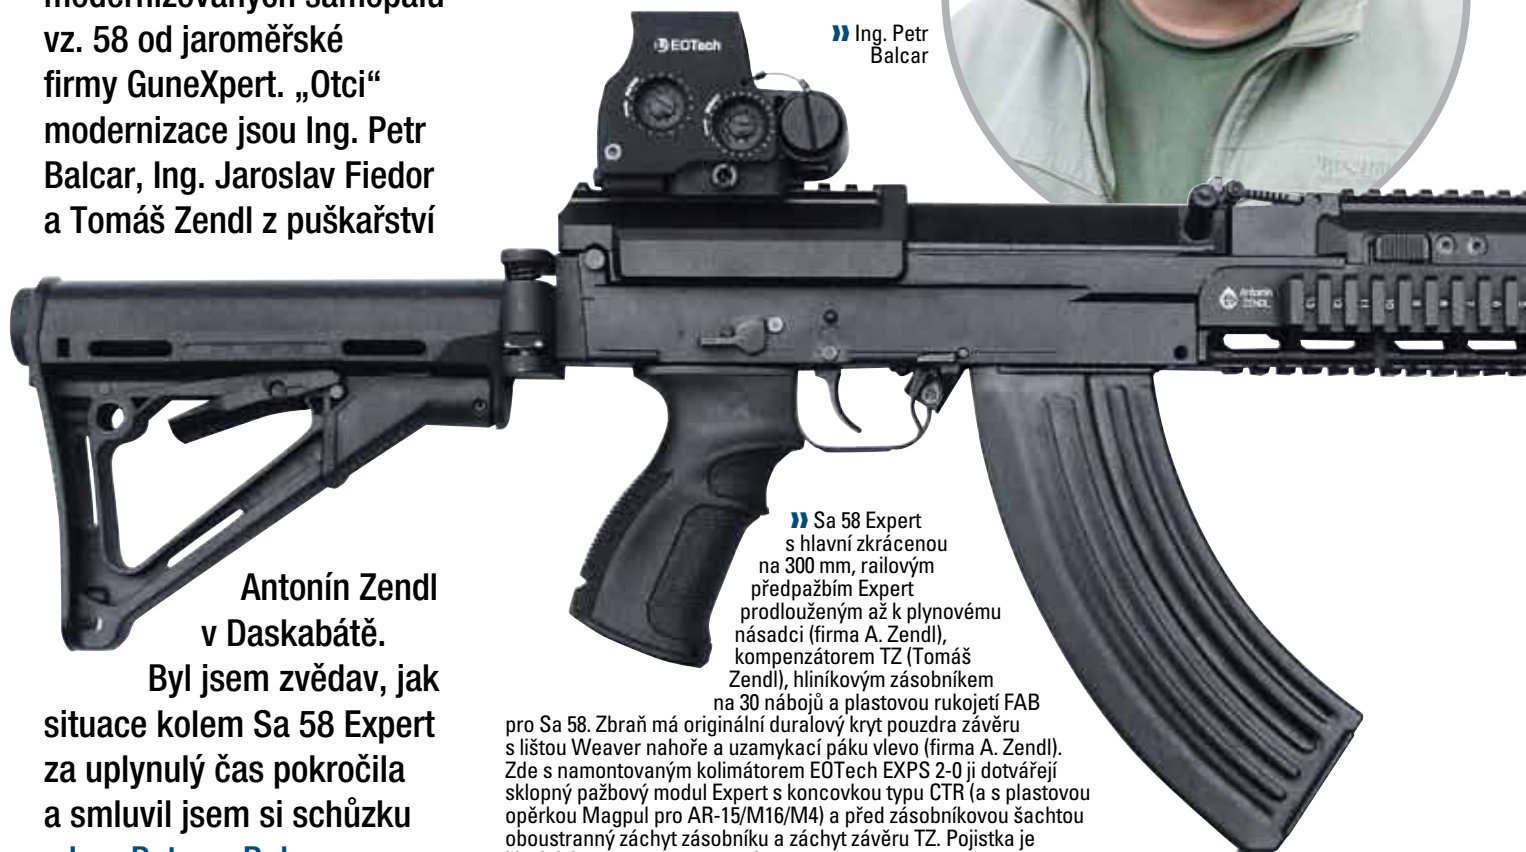 modernizovaných samopalů
vz. 58 od jaroměřské
firmy GuneXpert. „Otci“
modernizace jsou Ing. Petr
Balcar, Ing. Jaroslav Fiedor
a Tomáš Zendl z puškařství
Antonín Zendl
v Daskabátě.
Byl jsem zvědav, jak
situace kolem Sa 58 Expert
za uplynulý čas pokročila
a smluvil jsem si schůzku
EOTech
» Ing. Petr
Balcar
Antonín
ZENDL
» Sa 58 Expert
s hlavní zkrácenou
na 300 mm, railovým
předpažbím Expert
prodlouženým až k plynovému
násadci (firma A. Zendl),
kompenzátorem TZ (Tomáš
Zendl), hliníkovým zásobníkem
na 30 nábojů a plastovou rukojetí FAB
pro Sa 58. Zbraň má originální duralový kryt pouzdra závěru
s lištou Weaver nahoře a uzamykací páku vlevo (firma A. Zendl).
Zde s namontovaným kolimátorem EOTech EXPS 2-0 ji dotvářejí
sklopný pažbový modul Expert s koncovkou typu CTR (a s plastovou
opěrkou Magpul pro AR-15/M16/M4) a před zásobníkovou šachtou
oboustranný záchyt zásobníku a záchyt závěru TZ. Pojistka je